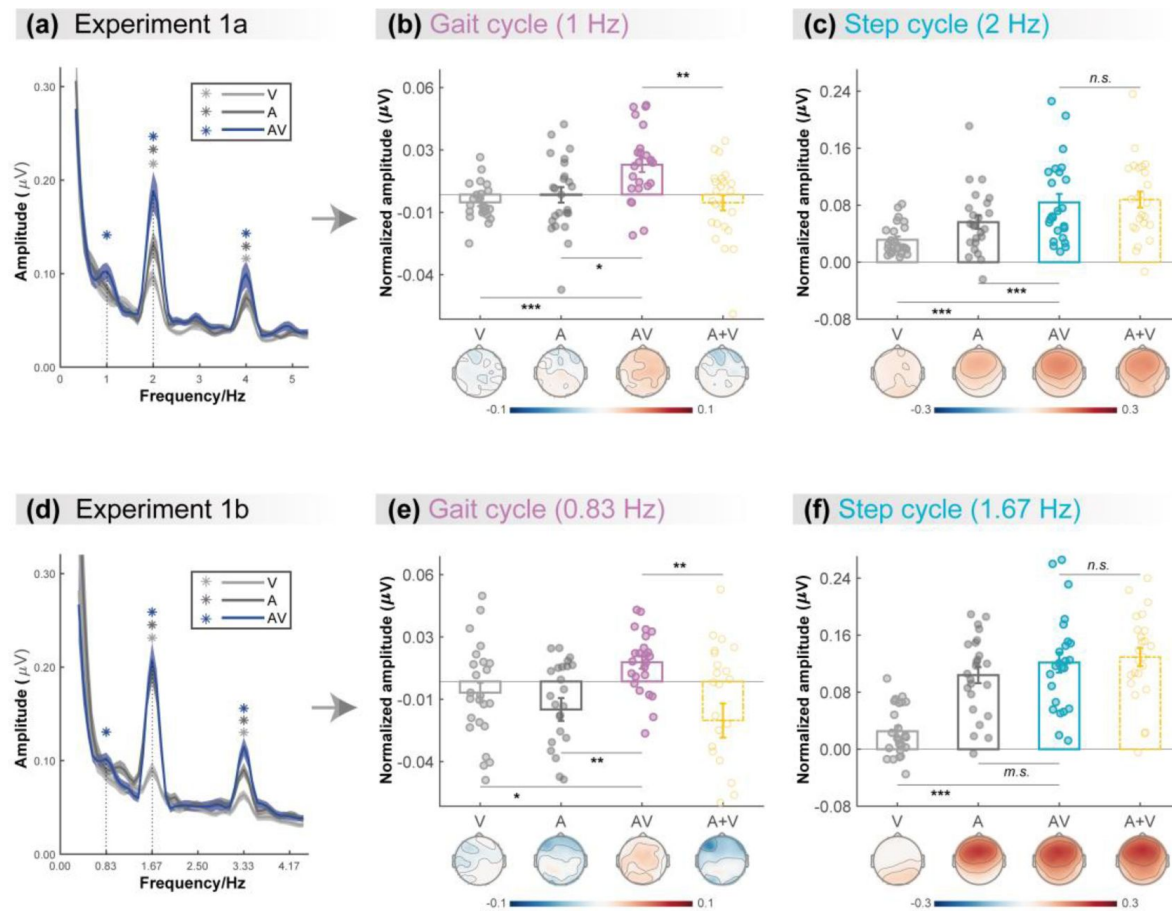 (a) Experiment 1a
Amplitude (μV)
0.30
0.20
0.10
0.00
V
A
AV
0 1 2 3 4 5
Frequency/Hz
(b) Gait cycle (1 Hz)
Normalized amplitude (μV)
0.06
0.03
-0.01
-0.04
**
*
***
V A AV A+V
-0.1 0.1
(c) Step cycle (2 Hz)
Normalized amplitude (μV)
0.24
0.16
0.08
0.00
-0.08
n.s.
***
***
V A AV A+V
-0.3 0.3
(d) Experiment 1b
Amplitude (μV)
0.30
0.20
0.10
0.00
V
A
AV
0.00 0.83 1.67 2.50 3.33 4.17
Frequency/Hz
(e) Gait cycle (0.83 Hz)
Normalized amplitude (μV)
0.06
0.03
-0.01
-0.04
**
**
*
V A AV A+V
-0.1 0.1
(f) Step cycle (1.67 Hz)
Normalized amplitude (μV)
0.24
0.16
0.08
0.00
-0.08
n.s.
m.s.
***
V A AV A+V
-0.3 0.3